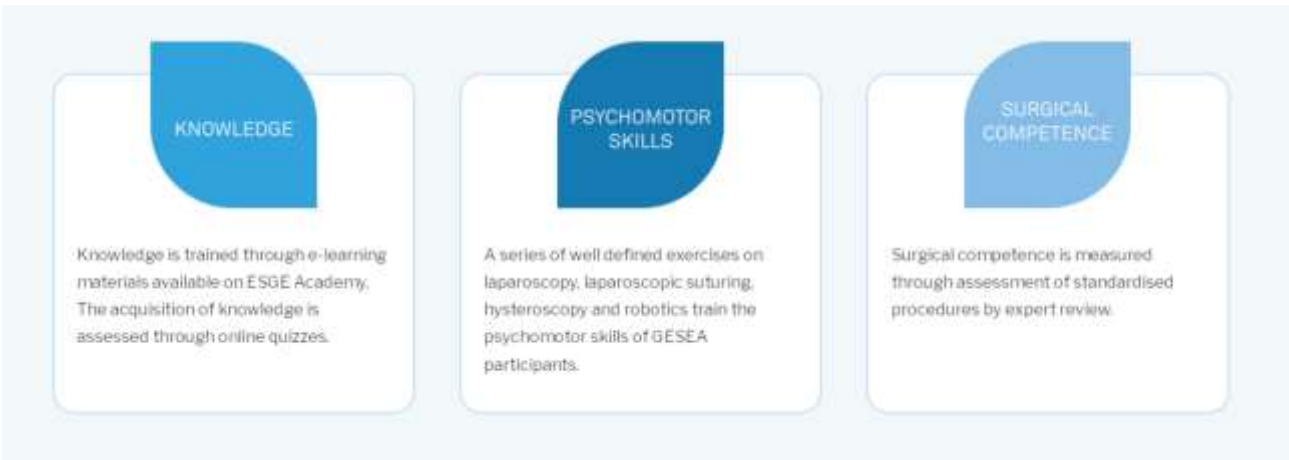 KNOWLEDGE
Knowledge is trained through e-learning
materials available on ESGE Academy.
The acquisition of knowledge is
assessed through online quizzes.
PSYCHOMOTOR
SKILLS
A series of well defined exercises on
laparoscopy, laparoscopic suturing,
hysteroscopy and robotics train the
psychomotor skills of GESEA
participants.
SURGICAL
COMPETENCE
Surgical competence is measured
through assessment of standardised
procedures by expert review.